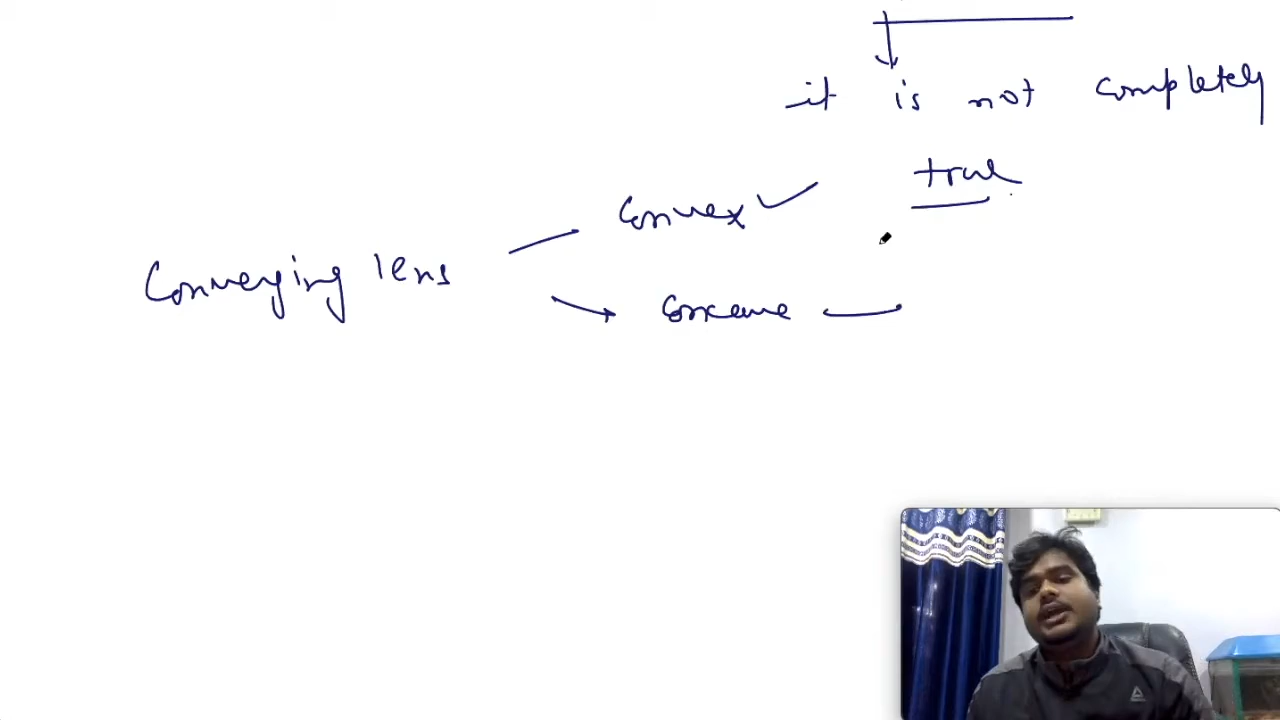 it is not completely
true
Convex
Converging lens
Concave